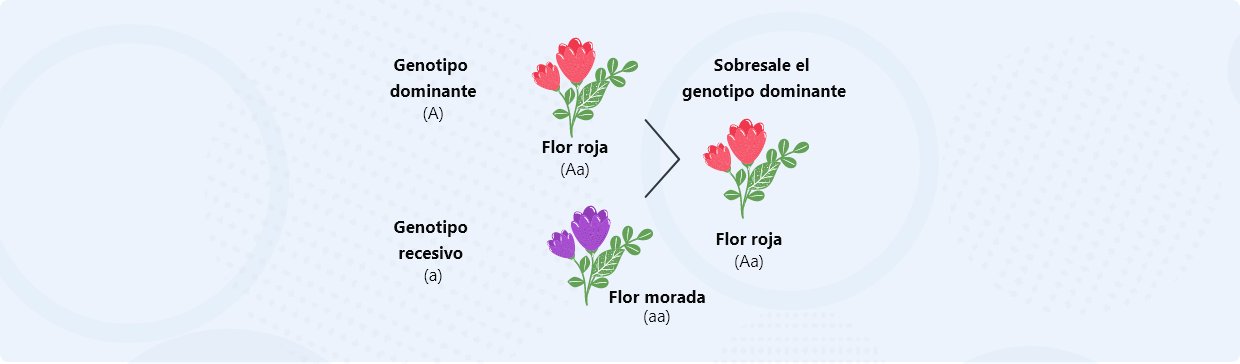 Genotipo
dominante
(A)
Flor roja
(Aa)
Genotipo
recesivo
(a)
Flor morada
(aa)
Sobresale el
genotipo dominante
Flor roja
(Aa)